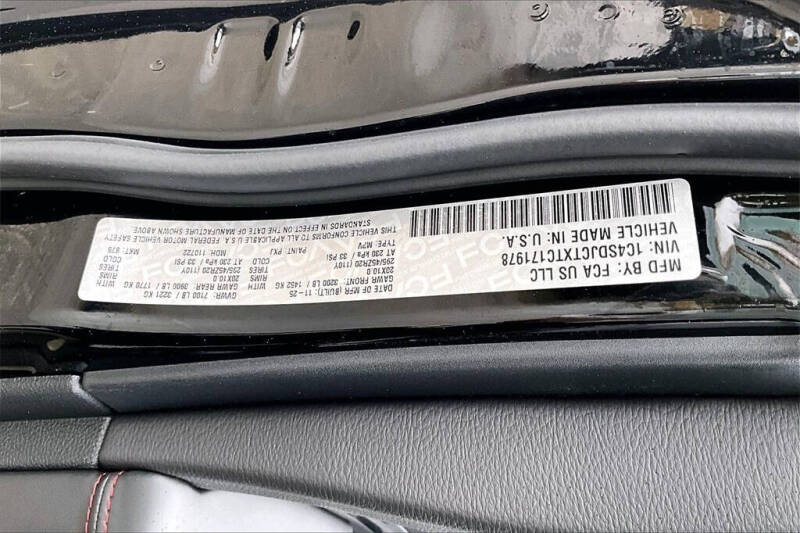 MFD BY: FCA US LLC
DATE OF MFR (BUILT): 11-25
GVWR: 7100 LB / 3221 KG
GAWR FRONT: 3200 LB / 1452 KG WITH
GAWR REAR: 3900 LB / 1770 KG WITH
20X10.0 RIMS
20X10.0 RIMS
295/45ZR20 (110Y) TIRES
295/45ZR20 (110Y) TIRES
AT 230 kPa / 33 PSI COLD
AT 230 kPa / 33 PSI COLD
TYPE: MPV PAINT: PXJ MDH: MKT:
THIS VEHICLE CONFORMS TO ALL APPLICABLE U.S.A. FEDERAL MOTOR VEHICLE SAFETY
STANDARDS IN EFFECT ON THE DATE OF MANUFACTURE SHOWN ABOVE
VIN: 1C4SDJCTXTC171978
VEHICLE MADE IN: U.S.A.